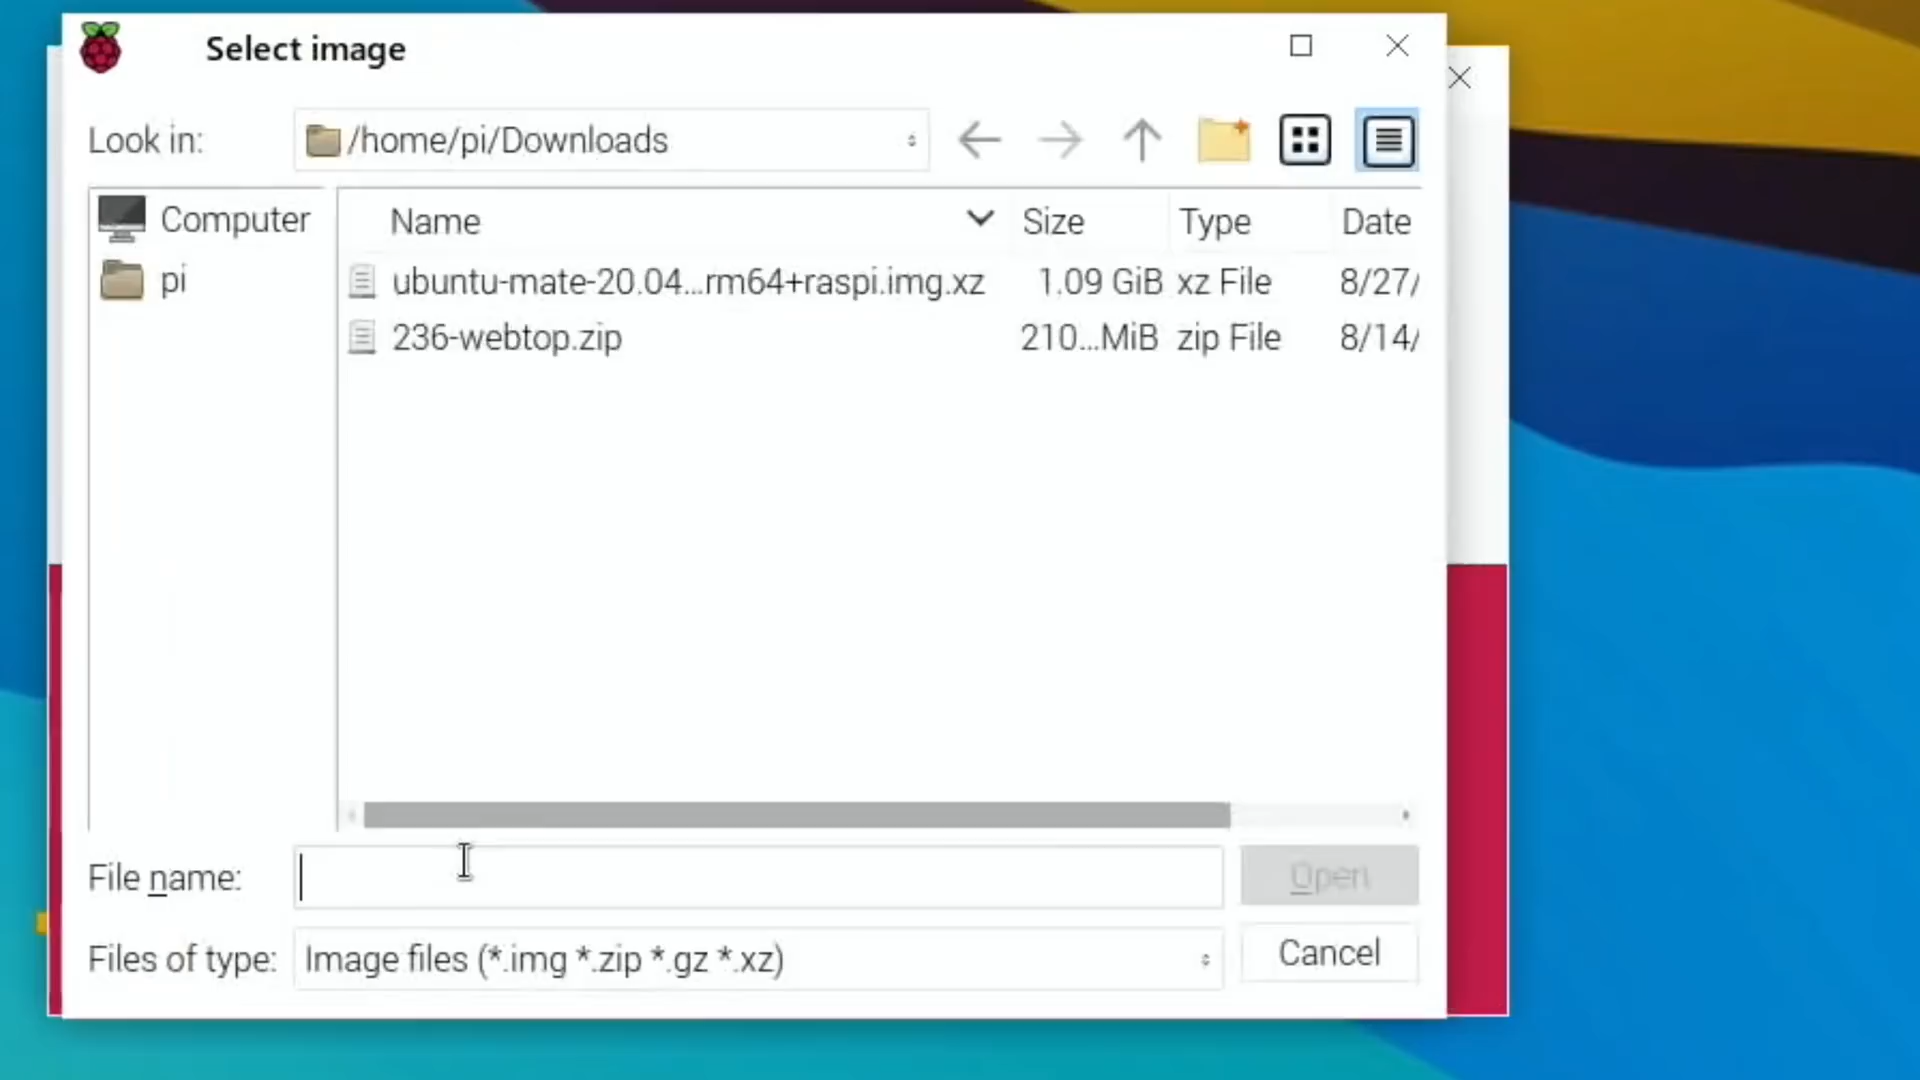 Select image
Look in: /home/pi/Downloads
Computer
pi
Name Size Type Date
ubuntu-mate-20.04...rm64+raspi.img.xz 1.09 GiB xz File 8/27/
236-webtop.zip 210...MiB zip File 8/14/
File name: Open
Files of type: Image files (*.img *.zip *.gz *.xz) Cancel